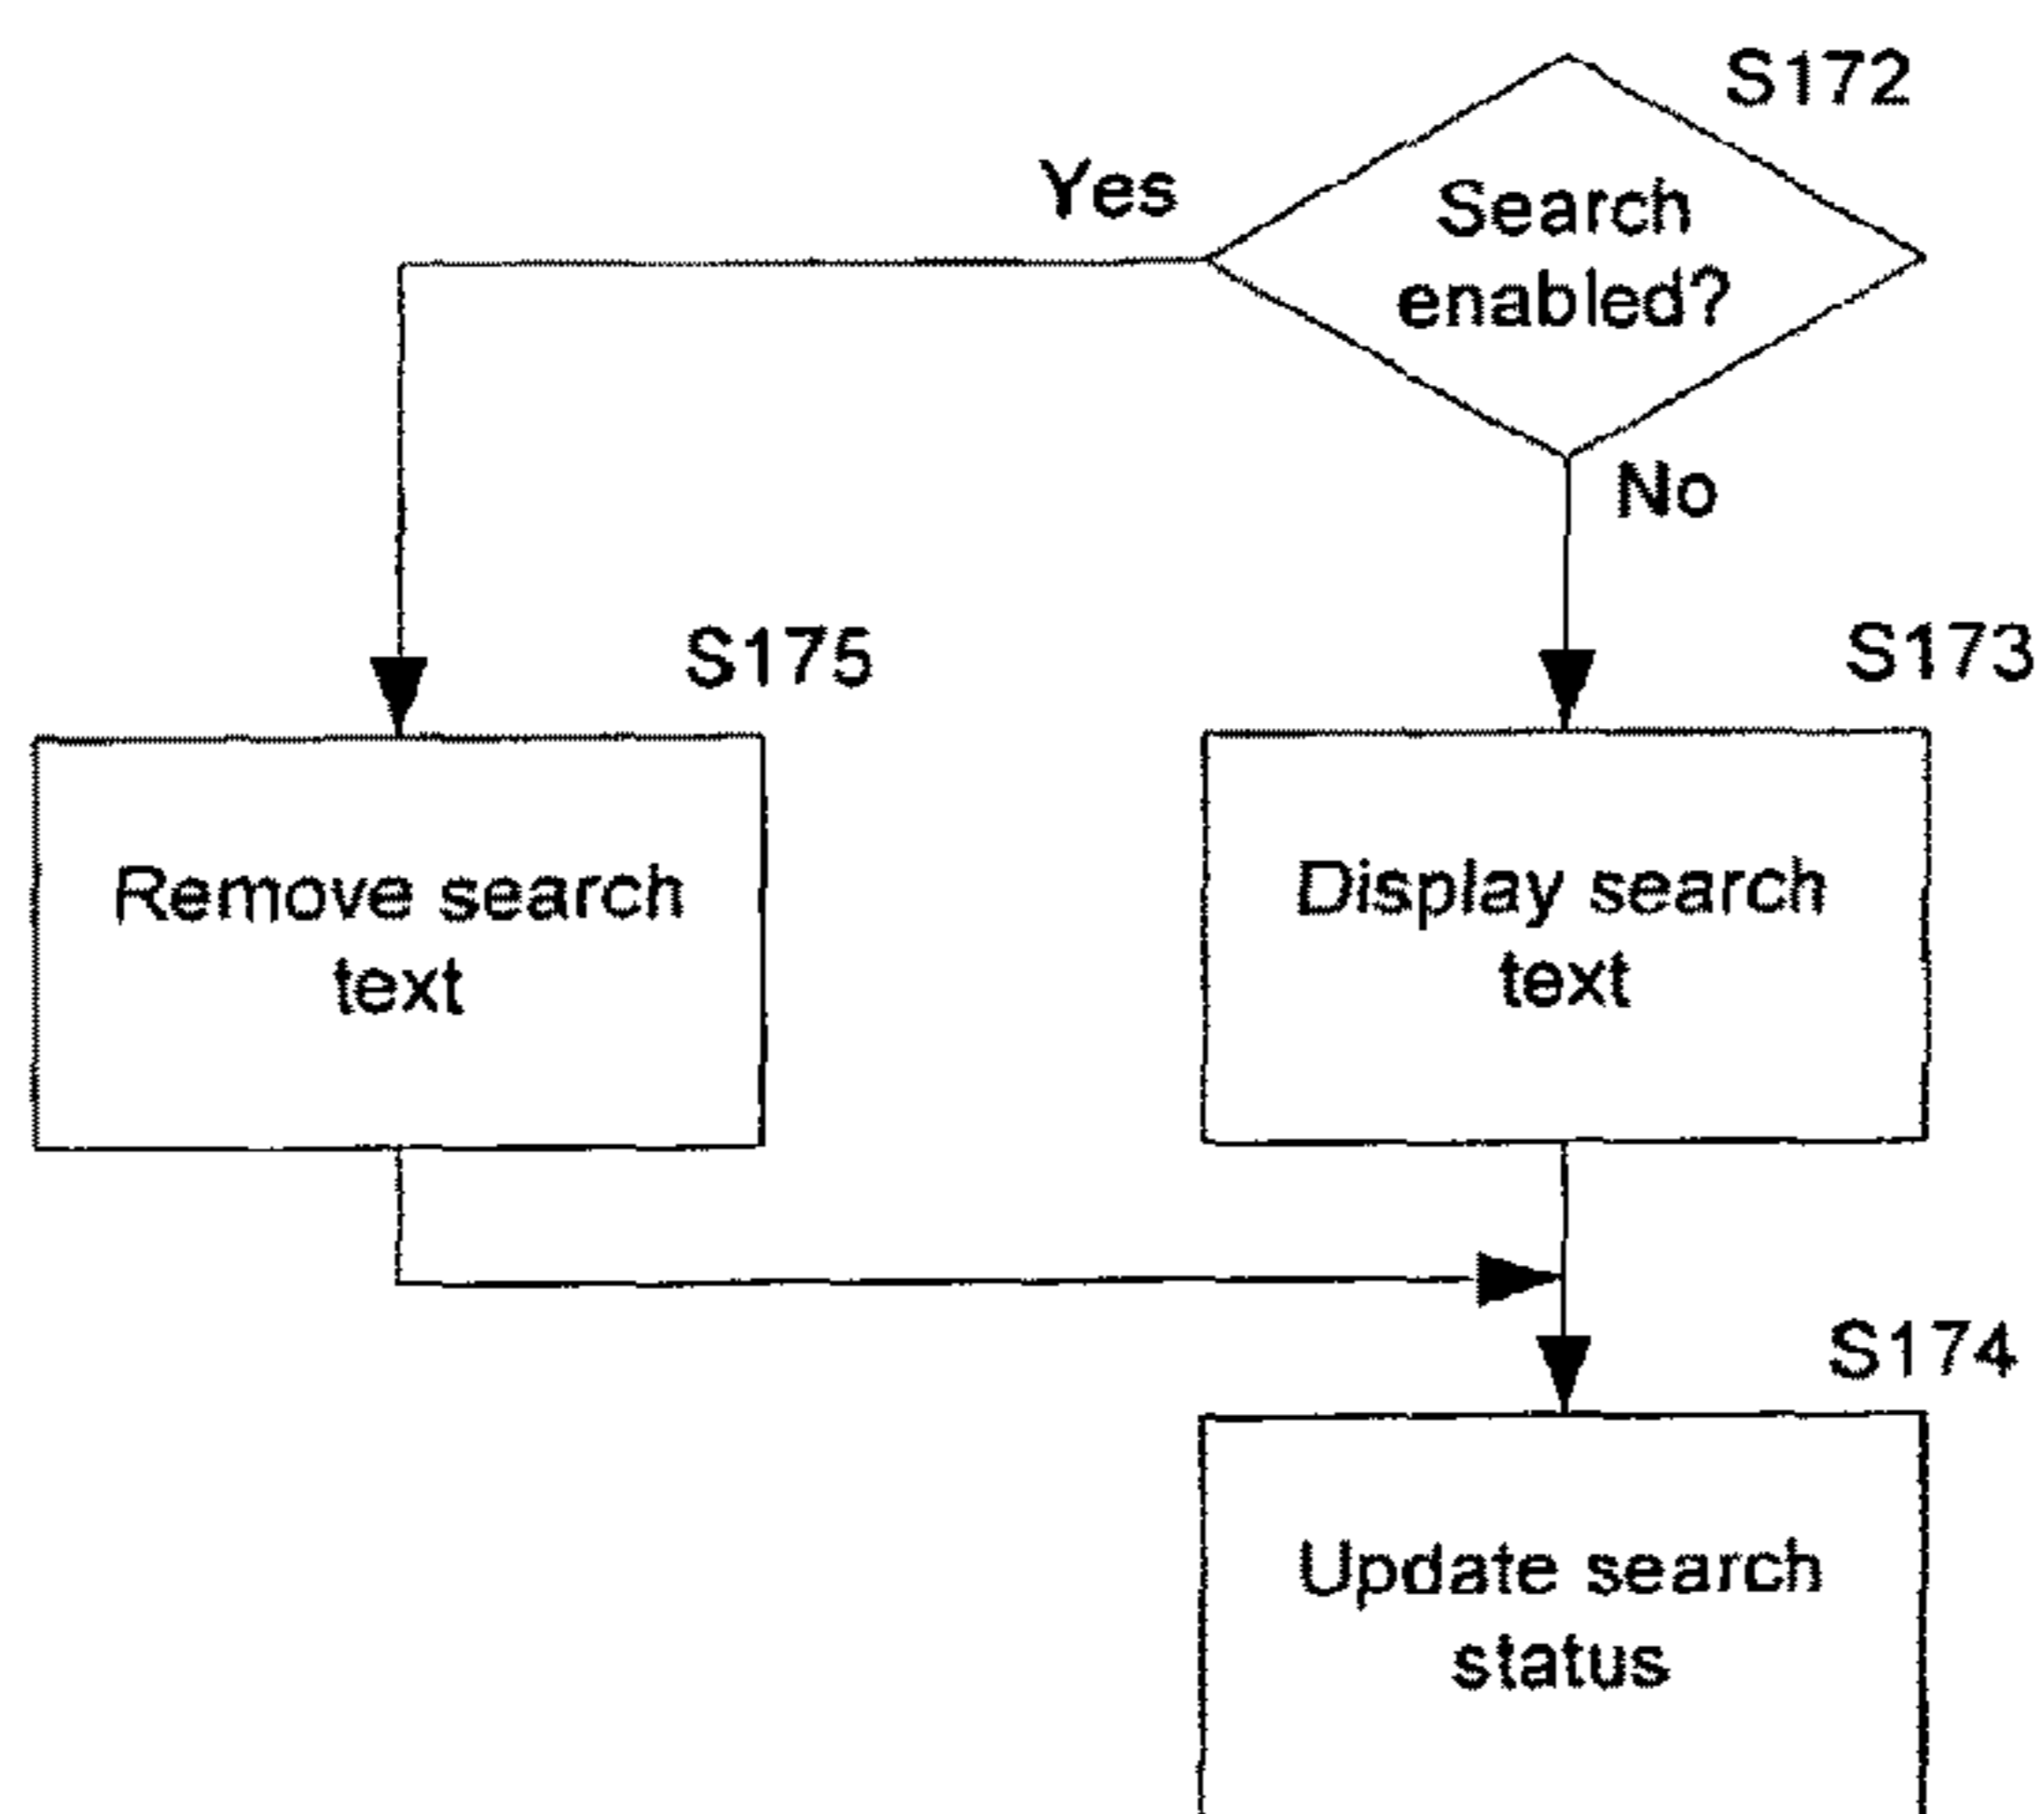 S172
Yes
Search
enabled?
No
S175
S173
Remove search
text
Display search
text
S174
Update search
status